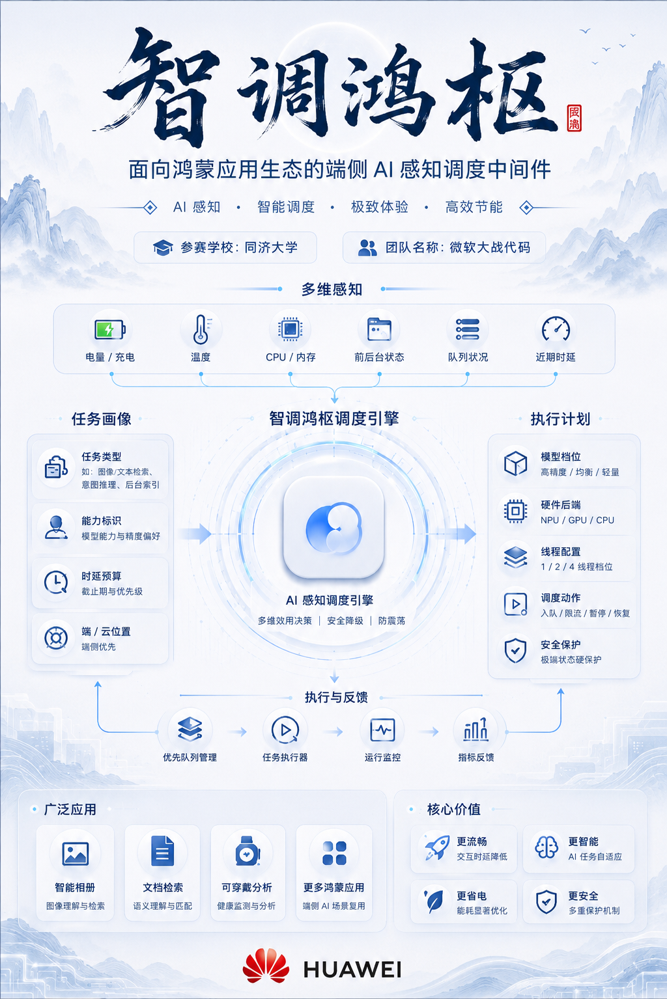 智调鸿枢
面向鸿蒙应用生态的端侧 AI 感知调度中间件
AI 感知 • 智能调度 • 极致体验 • 高效节能
参赛学校：同济大学
团队名称：微软大战代码
多维感知
电量 / 充电
温度
CPU / 内存
前后台状态
队列状况
近期时延
任务画像
任务类型
如：图像/文本检索、
意图推理、后台索引
能力标识
模型能力与精度偏好
时延预算
截止期与优先级
端 / 云位置
端侧优先
智调鸿枢调度引擎
AI 感知调度引擎
多维效用决策 | 安全降级 | 防震荡
执行计划
模型档位
高精度 / 均衡 / 轻量
硬件后端
NPU / GPU / CPU
线程配置
1 / 2 / 4 线程档位
调度动作
入队 / 限流 / 暂停 / 恢复
安全保护
极端状态硬保护
执行与反馈
优先队列管理
任务执行器
运行监控
指标反馈
广泛应用
智能相册
图像理解与检索
文档检索
语义理解与匹配
可穿戴分析
健康监测与分析
更多鸿蒙应用
端侧 AI 场景复用
核心价值
更流畅
交互时延降低
更智能
AI 任务自适应
更省电
能耗显著优化
更安全
多重保护机制
HUAWEI